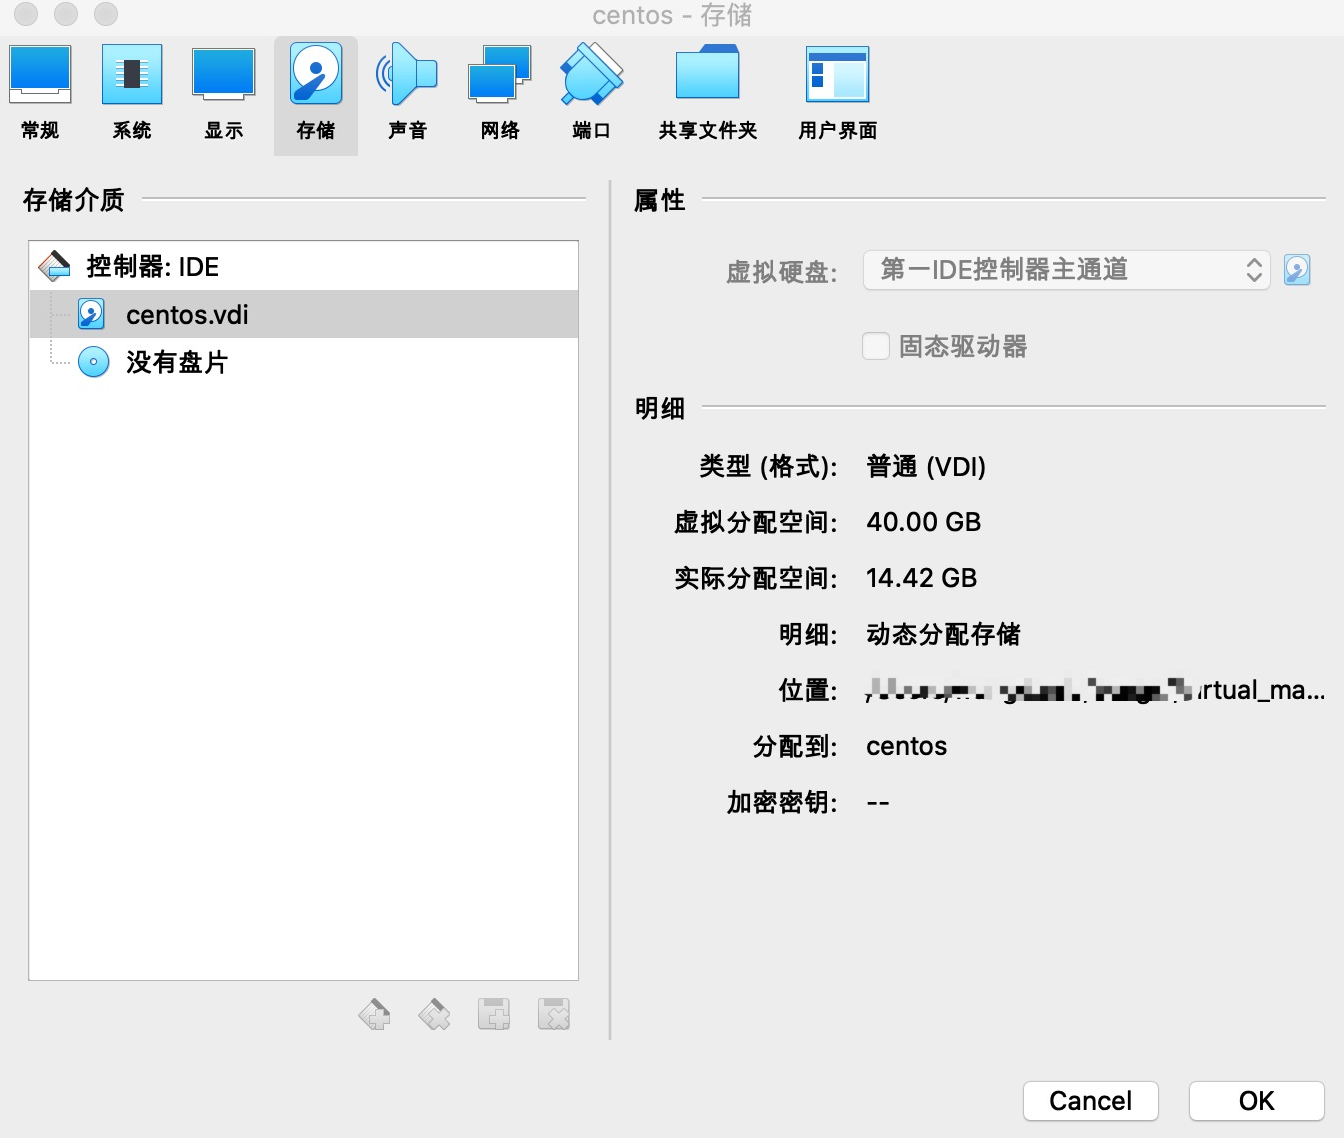 centos - 存储
常规 系统 显示 存储 声音 网络 端口 共享文件夹 用户界面
存储介质
控制器: IDE
centos.vdi
没有盘片
属性
虚拟硬盘: 第一IDE控制器主通道
固态驱动器
明细
类型 (格式): 普通 (VDI)
虚拟分配空间: 40.00 GB
实际分配空间: 14.42 GB
明细: 动态分配存储
位置: irtual_ma...
分配到: centos
加密密钥: --
Cancel OK